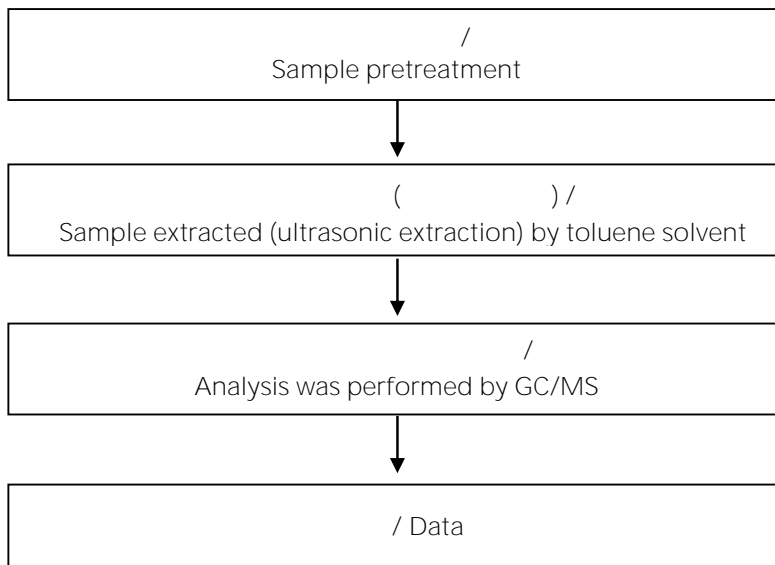 /
Sample pretreatment
( ) /
Sample extracted (ultrasonic extraction) by toluene solvent
/
Analysis was performed by GC/MS
/ Data